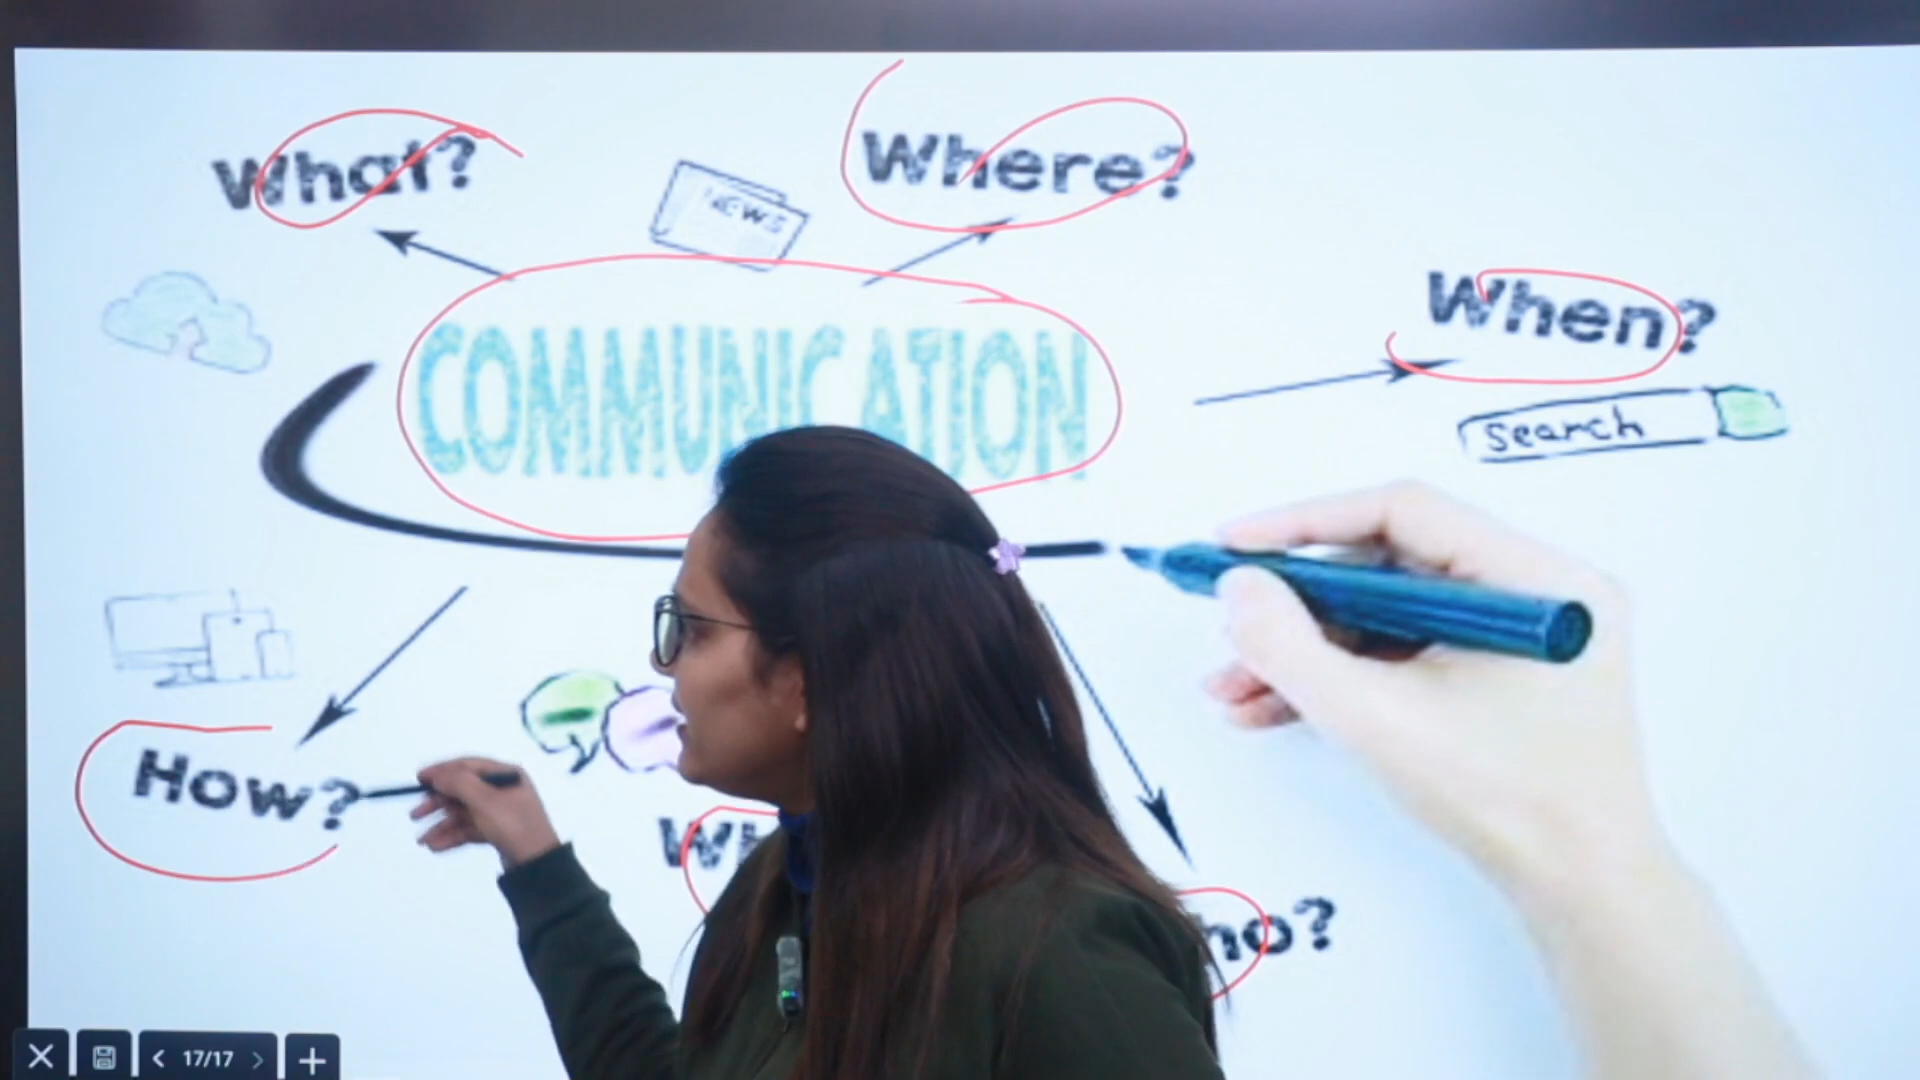 What?
Where?
NEWS
COMMUNICATION
When?
search
How?
17/17